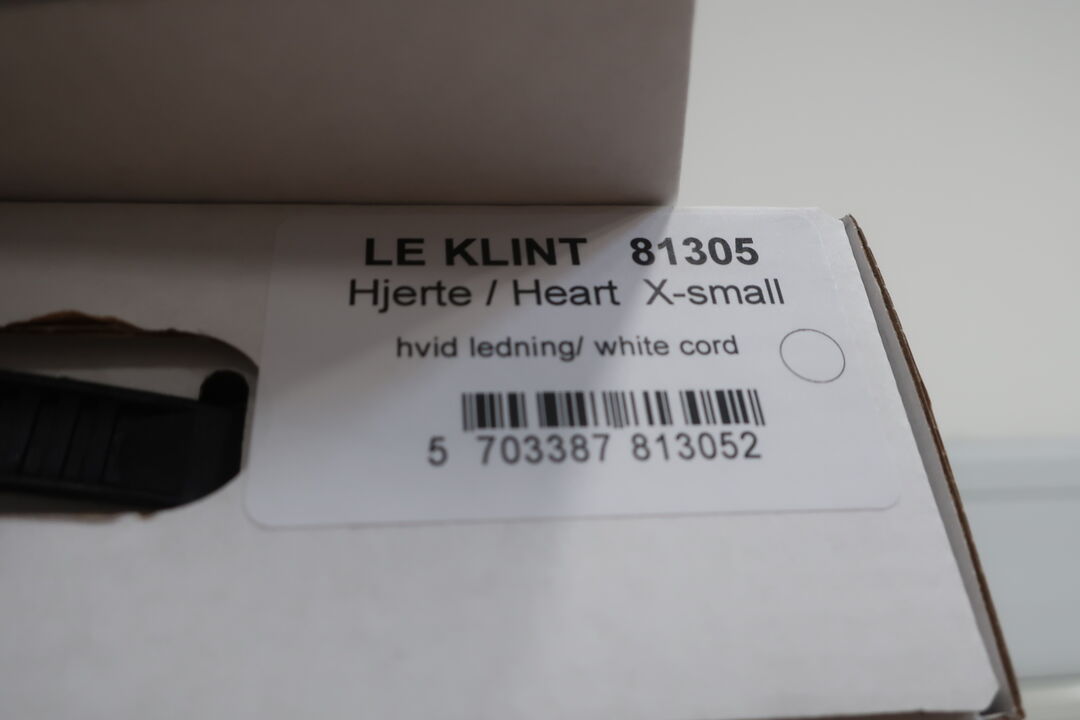 LE KLINT 81305
Hjerte / Heart X-small
hvid ledning/ white cord
5 703387 813052